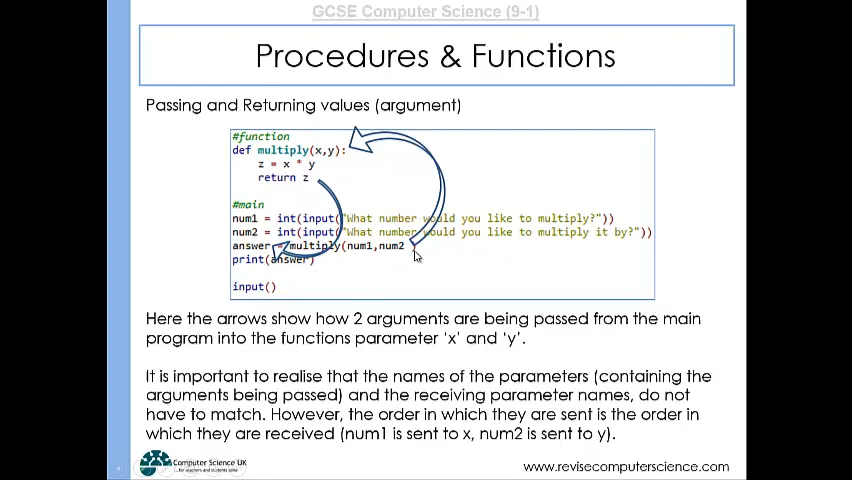 GCSE Computer Science (9-1)
Procedures & Functions
Passing and Returning values (argument)
#function
def multiply(x,y):
z = x * y
return z
#main
num1 = int(input("What number would you like to multiply?"))
num2 = int(input("What number would you like to multiply it by?"))
answer = multiply(num1,num2 )
print(answer)
input()
Here the arrows show how 2 arguments are being passed from the main
program into the functions parameter ‘x’ and ‘y’.
It is important to realise that the names of the parameters (containing the
arguments being passed) and the receiving parameter names, do not
have to match. However, the order in which they are sent is the order in
which they are received (num1 is sent to x, num2 is sent to y).
Computer Science UK
www.revisecomputerscience.com